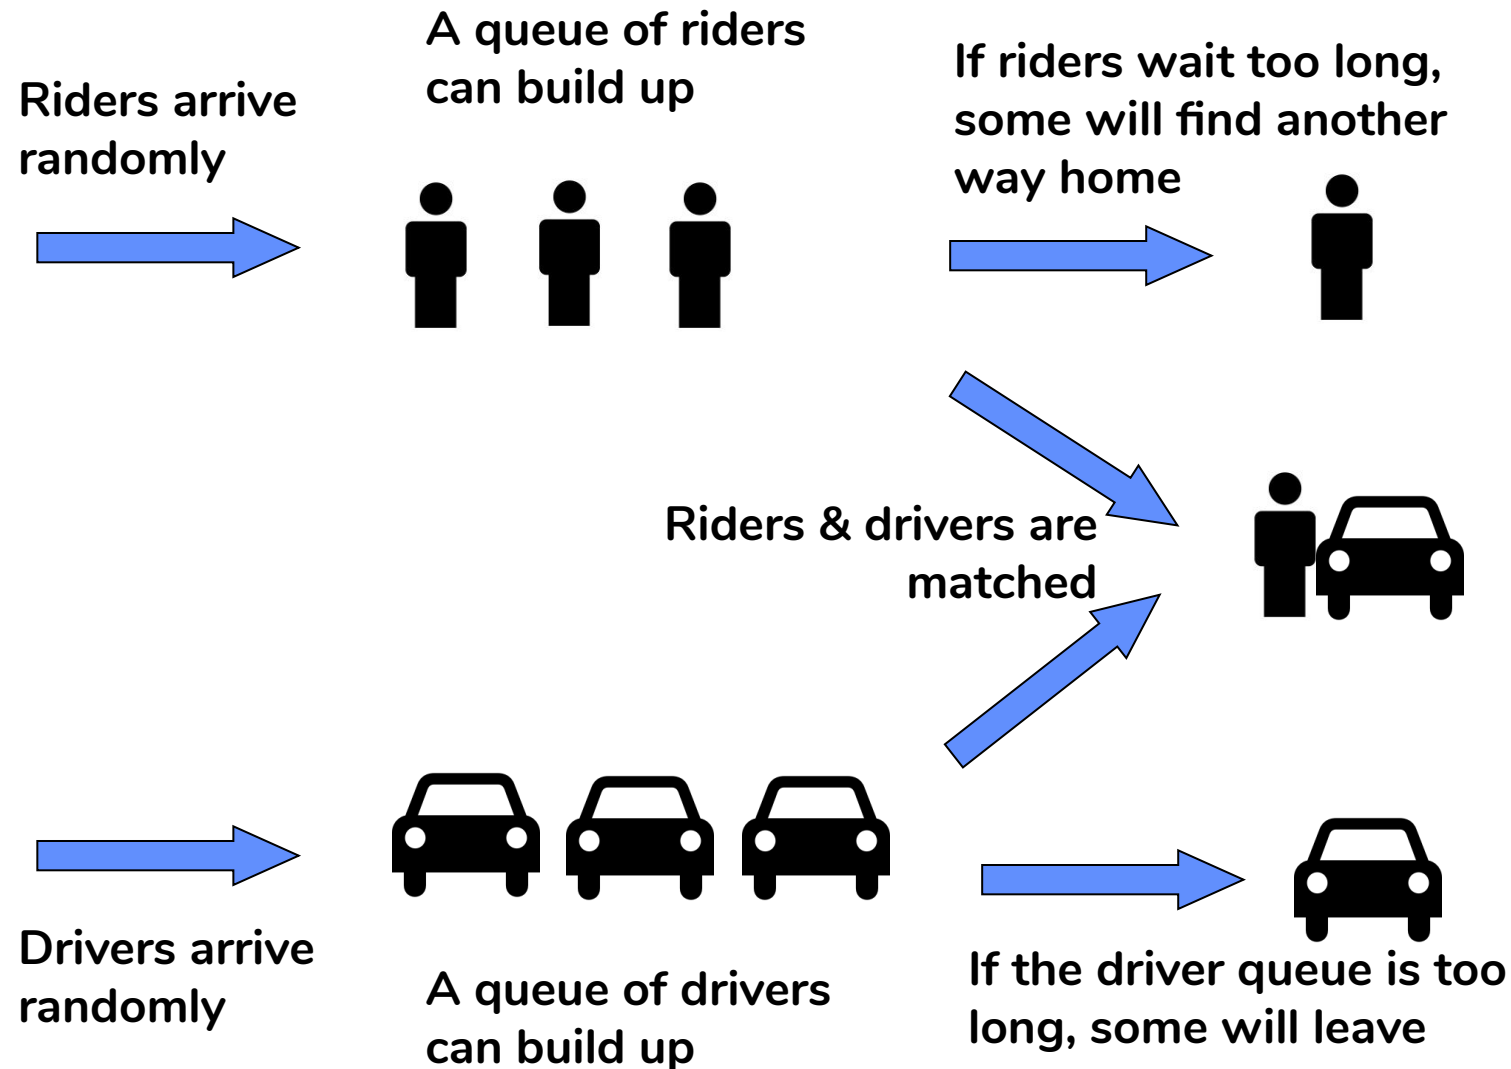 A queue of riders
can build up
Riders arrive
randomly
If riders wait too long,
some will find another
way home
Riders & drivers are
matched
Drivers arrive
randomly
A queue of drivers
can build up
If the driver queue is too
long, some will leave